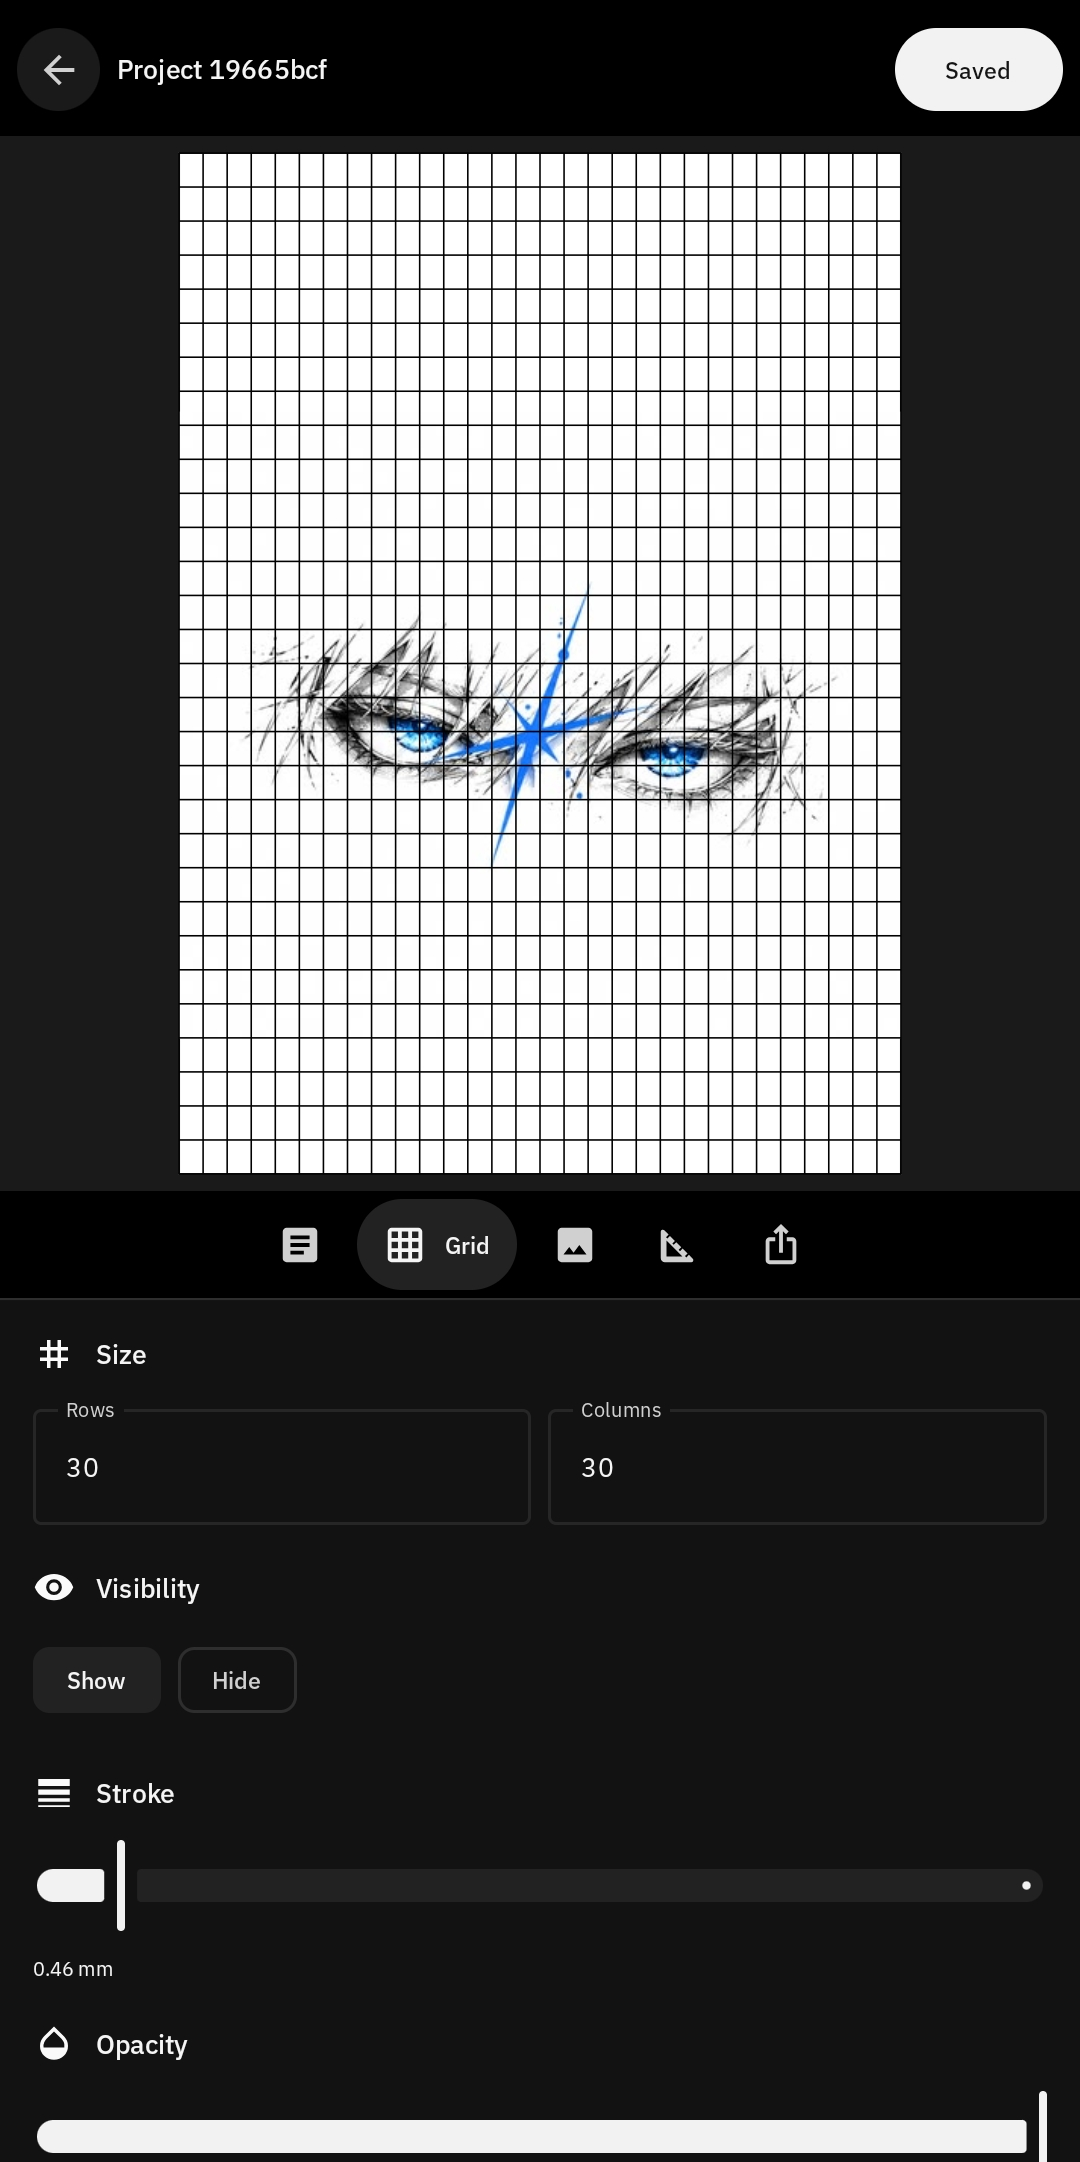 Project 19665bcf
Saved
Grid
Size
Rows
Columns
30
30
Visibility
Show
Hide
Stroke
0.46 mm
Opacity